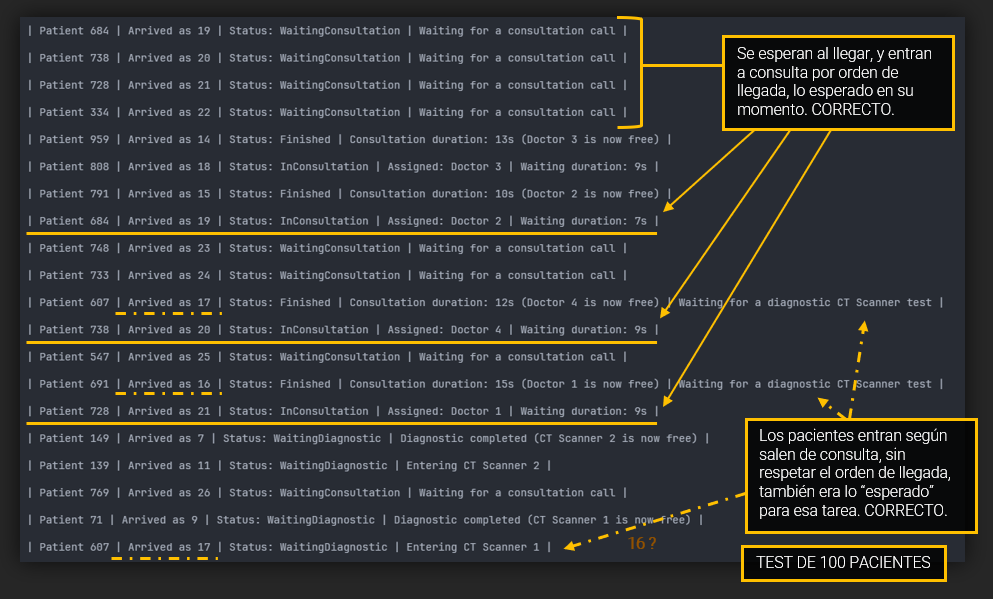 | Patient 684 | Arrived as 19 | Status: WaitingConsultation | Waiting for a consultation call |
| Patient 738 | Arrived as 20 | Status: WaitingConsultation | Waiting for a consultation call |
| Patient 728 | Arrived as 21 | Status: WaitingConsultation | Waiting for a consultation call |
| Patient 334 | Arrived as 22 | Status: WaitingConsultation | Waiting for a consultation call |
| Patient 959 | Arrived as 14 | Status: Finished | Consultation duration: 13s (Doctor 3 is now free) |
| Patient 808 | Arrived as 18 | Status: InConsultation | Assigned: Doctor 3 | Waiting duration: 9s |
| Patient 791 | Arrived as 15 | Status: Finished | Consultation duration: 10s (Doctor 2 is now free) |
| Patient 684 | Arrived as 19 | Status: InConsultation | Assigned: Doctor 2 | Waiting duration: 7s |
| Patient 748 | Arrived as 23 | Status: WaitingConsultation | Waiting for a consultation call |
| Patient 733 | Arrived as 24 | Status: WaitingConsultation | Waiting for a consultation call |
| Patient 607 | Arrived as 17 | Status: Finished | Consultation duration: 12s (Doctor 4 is now free) | Waiting for a diagnostic CT Scanner test |
| Patient 738 | Arrived as 20 | Status: InConsultation | Assigned: Doctor 4 | Waiting duration: 9s |
| Patient 547 | Arrived as 25 | Status: WaitingConsultation | Waiting for a consultation call |
| Patient 691 | Arrived as 16 | Status: Finished | Consultation duration: 15s (Doctor 1 is now free) | Waiting for a diagnostic CT Scanner test |
| Patient 728 | Arrived as 21 | Status: InConsultation | Assigned: Doctor 1 | Waiting duration: 9s |
| Patient 149 | Arrived as 7 | Status: WaitingDiagnostic | Diagnostic completed (CT Scanner 2 is now free) |
| Patient 139 | Arrived as 11 | Status: WaitingDiagnostic | Entering CT Scanner 2 |
| Patient 769 | Arrived as 26 | Status: WaitingConsultation | Waiting for a consultation call |
| Patient 71 | Arrived as 9 | Status: WaitingDiagnostic | Diagnostic completed (CT Scanner 1 is now free) |
| Patient 607 | Arrived as 17 | Status: WaitingDiagnostic | Entering CT Scanner 1 |
16?
Se esperan al llegar, y entran
a consulta por orden de
llegada, lo esperado en su
momento. CORRECTO.
Los pacientes entran según
salen de consulta, sin
respetar el orden de llegada,
también era lo “esperado”
para esa tarea. CORRECTO.
TEST DE 100 PACIENTES